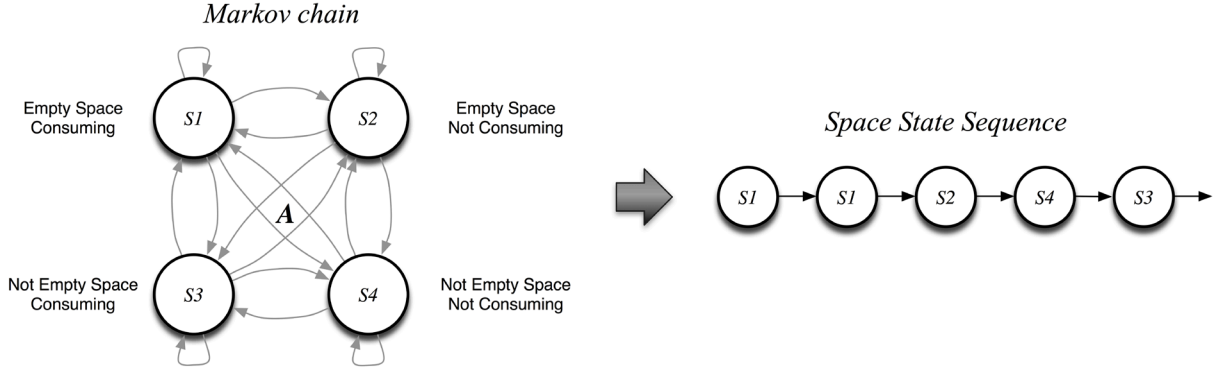 Markov chain
Empty Space
Consuming
S1
S2
Empty Space
Not Consuming
A
Not Empty Space
Consuming
S3
S4
Not Empty Space
Not Consuming
Space State Sequence
S1
S1
S2
S4
S3